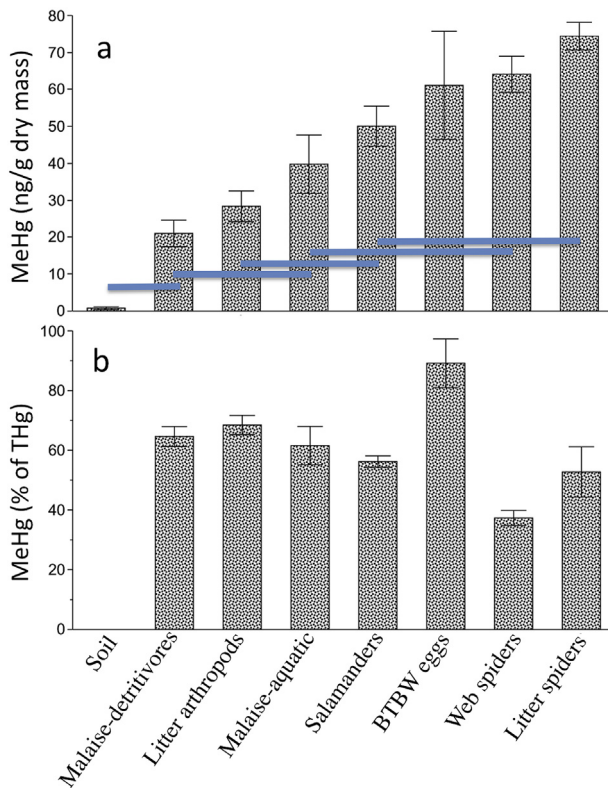 a
MeHg (ng/g dry mass)
80
70
60
50
40
30
20
10
0
b
MeHg (% of THg)
100
80
60
40
20
0
Soil
Malaise-detritivores
Litter arthropods
Malaise-aquatic
Salamanders
BTBW eggs
Web spiders
Litter spiders